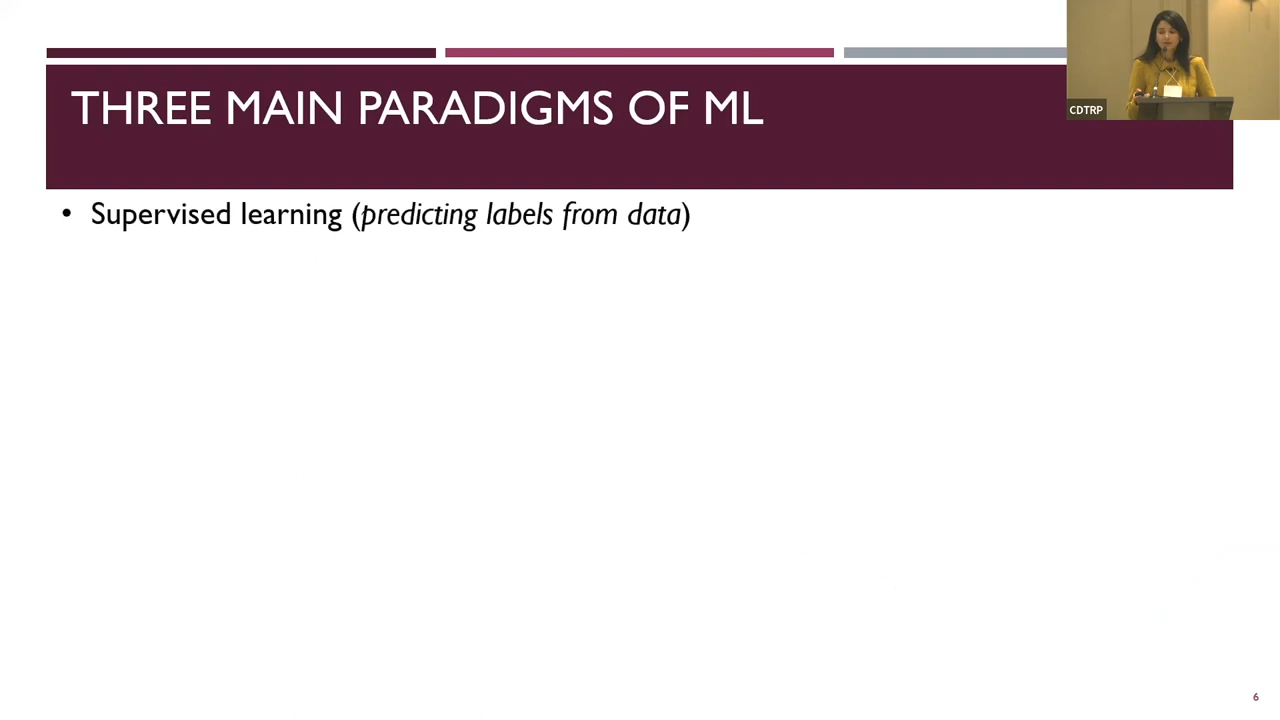 THREE MAIN PARADIGMS OF ML
CDTRP
• Supervised learning (predicting labels from data)
6